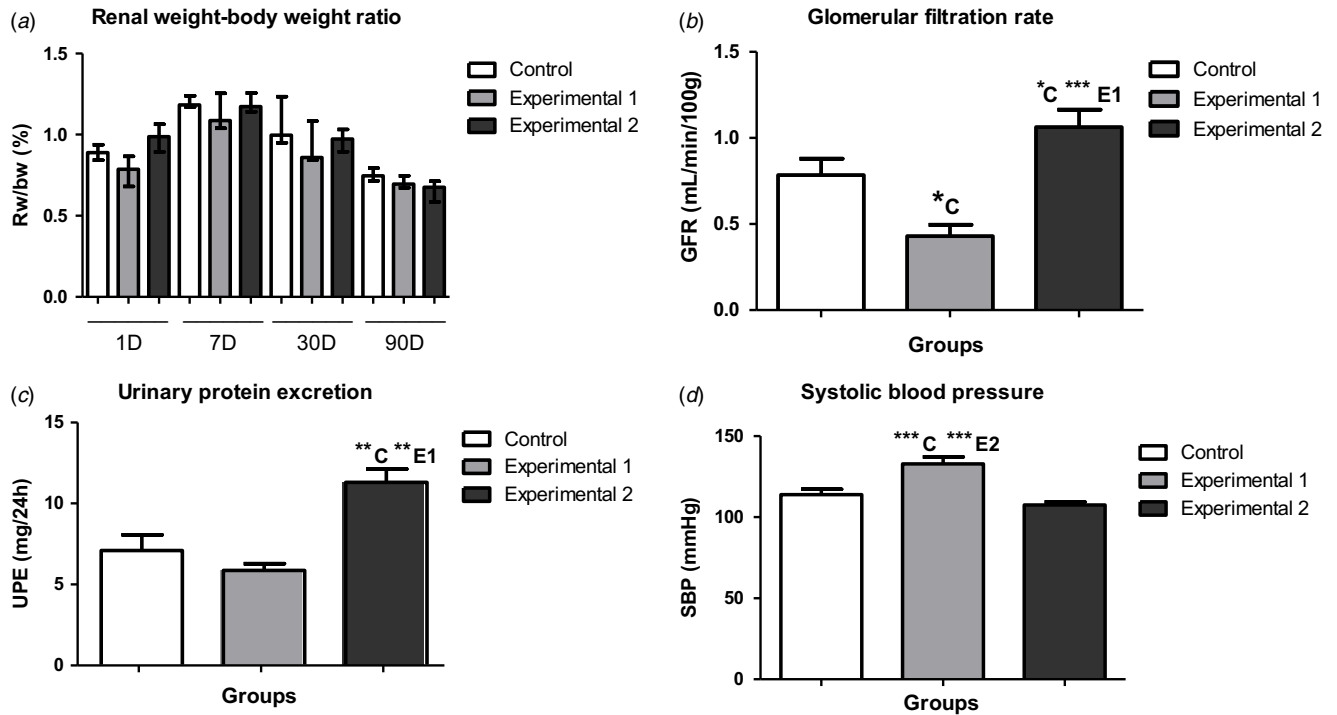 (a) Renal weight-body weight ratio
1.5
1.0
0.5
0.0
Rw/bw (%)
1D 7D 30D 90D
Control
Experimental 1
Experimental 2
(b) Glomerular filtration rate
1.5
1.0
0.5
0.0
GFR (mL/min/100g)
*C
*C *** E1
Groups
Control
Experimental 1
Experimental 2
(c) Urinary protein excretion
15
10
5
0
UPE (mg/24h)
**C **E1
Groups
Control
Experimental 1
Experimental 2
(d) Systolic blood pressure
150
100
50
0
SBP (mmHg)
***C ***E2
Groups
Control
Experimental 1
Experimental 2